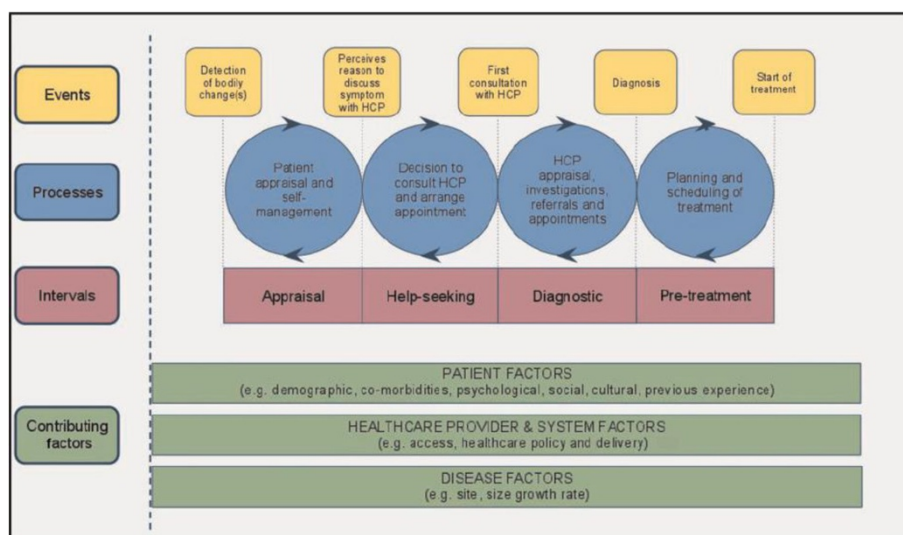 Events
Detection
of bodily
change(s)
Perceives
reason to
discuss
symptom
with HCP
First
consultation
with HCP
Diagnosis
Start of
treatment
Processes
Patient
appraisal and
self-
management
Decision to
consult HCP
and arrange
appointment
HCP
appraisal,
investigations,
referrals and
appointments
Planning and
scheduling of
treatment
Intervals
Appraisal
Help-seeking
Diagnostic
Pre-treatment
Contributing
factors
PATIENT FACTORS
(e.g. demographic, co-morbidities, psychological, social, cultural, previous experience)
HEALTHCARE PROVIDER & SYSTEM FACTORS
(e.g. access, healthcare policy and delivery)
DISEASE FACTORS
(e.g. site, size growth rate)